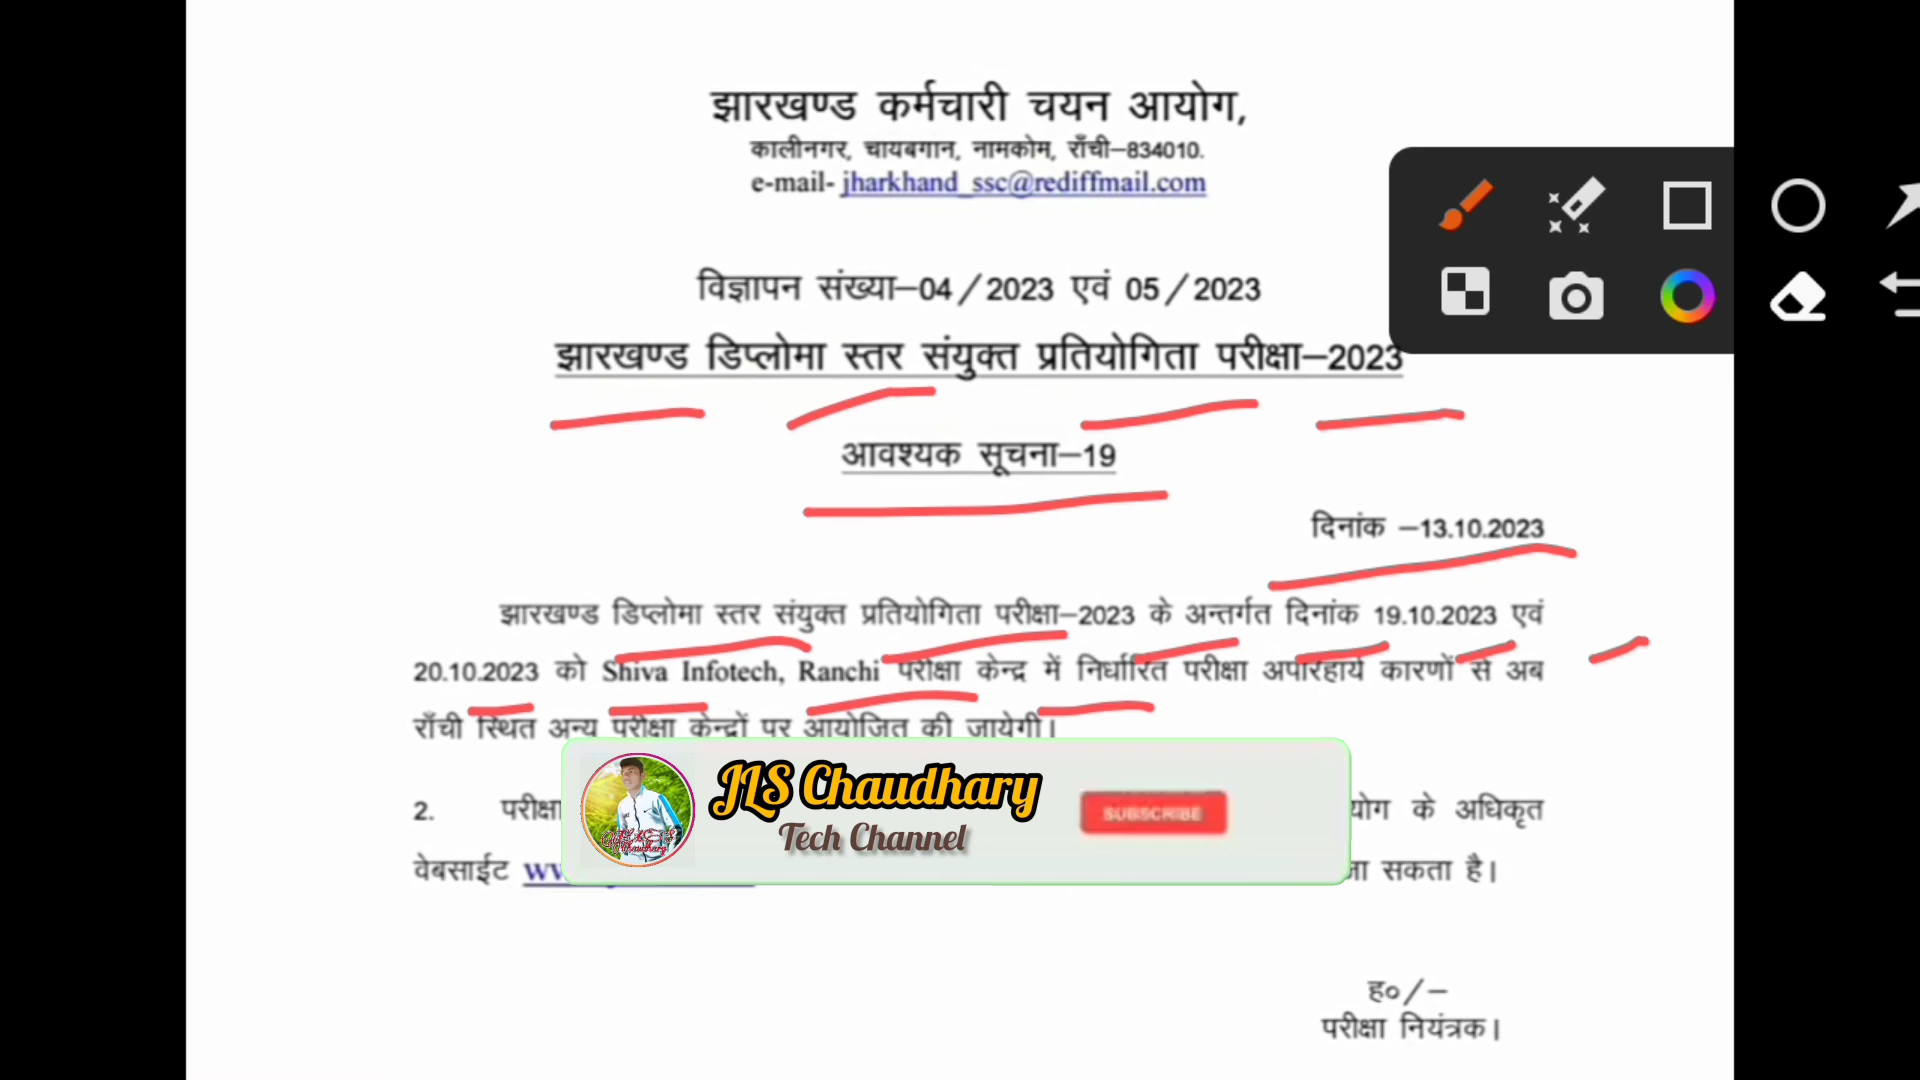 झारखण्ड कर्मचारी चयन आयोग,
कालीनगर, चायबगान, नामकोम, राँची–834010.
e-mail- jharkhand_ssc@rediffmail.com
विज्ञापन संख्या–04/2023 एवं 05/2023
झारखण्ड डिप्लोमा स्तर संयुक्त प्रतियोगिता परीक्षा–2023
आवश्यक सूचना–19
दिनांक –13.10.2023
झारखण्ड डिप्लोमा स्तर संयुक्त प्रतियोगिता परीक्षा–2023 के अन्तर्गत दिनांक 19.10.2023 एवं
20.10.2023 को Shiva Infotech, Ranchi परीक्षा केन्द्र में निर्धारित परीक्षा अपरिहार्य कारणों से अब
राँची स्थित अन्य परीक्षा केन्द्रों पर आयोजित की जायेगी।
JLS Chaudhary
Tech Channel
SUBSCRIBE
2. के अधिकृत
वेबसाईट सकता है।
ह०/–
परीक्षा नियंत्रक।